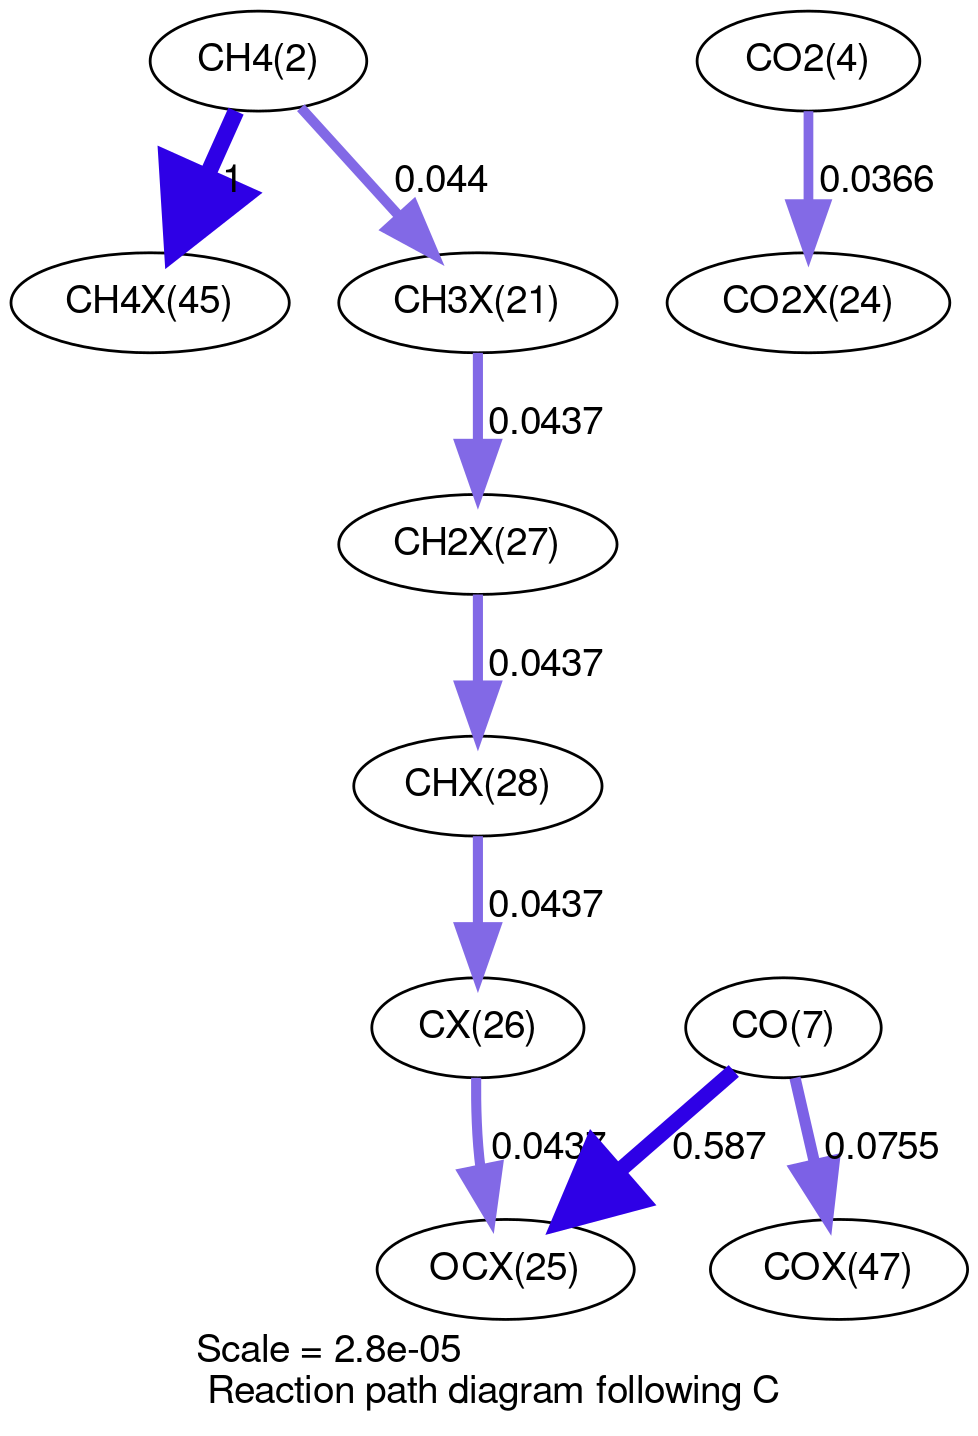 CH4(2)
CO2(4)
1
0.044
0.0366
CH4X(45)
CH3X(21)
CO2X(24)
0.0437
CH2X(27)
0.0437
CHX(28)
0.0437
CX(26)
CO(7)
0.0437
0.587
0.0755
OCX(25)
COX(47)
Scale = 2.8e-05
Reaction path diagram following C